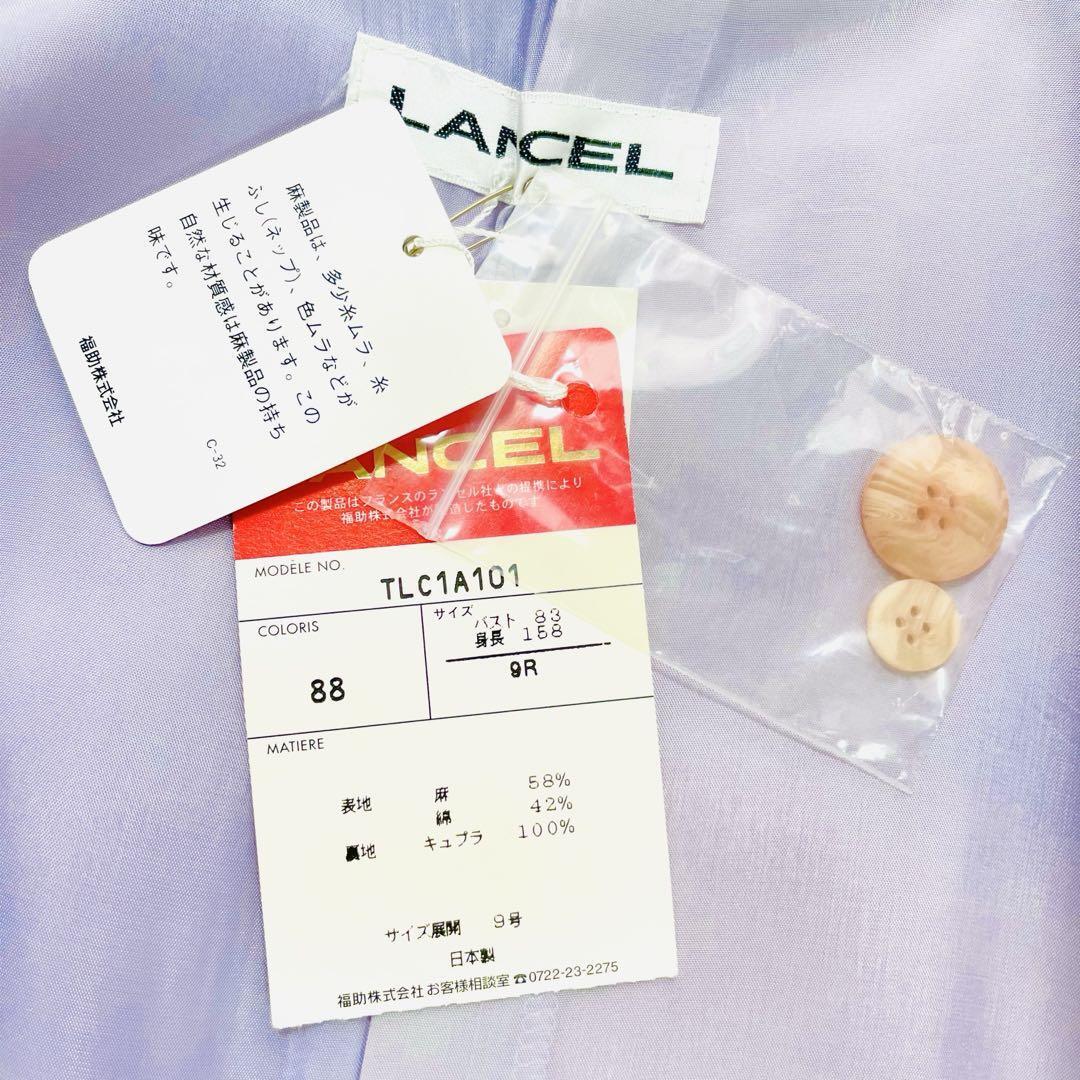 LANCEL
麻製品は、多少糸ムラ、糸
ふし(ネップ)、色ムラなどが
生じることがあります。この
自然な材質感は麻製品の持ち
味です。
福助株式会社
C-32
LANCEL
この製品はフランスのランセル社との提携により
福助株式会社が製造したものです
MODÈLE NO.
TLC1A101
COLORIS
88
サイズ
バスト 83
身長 158
9R
MATIERE
表地 麻 58%
綿 42%
裏地 キュプラ 100%
サイズ展開 9号
日本製
福助株式会社お客様相談室☎0722-23-2275